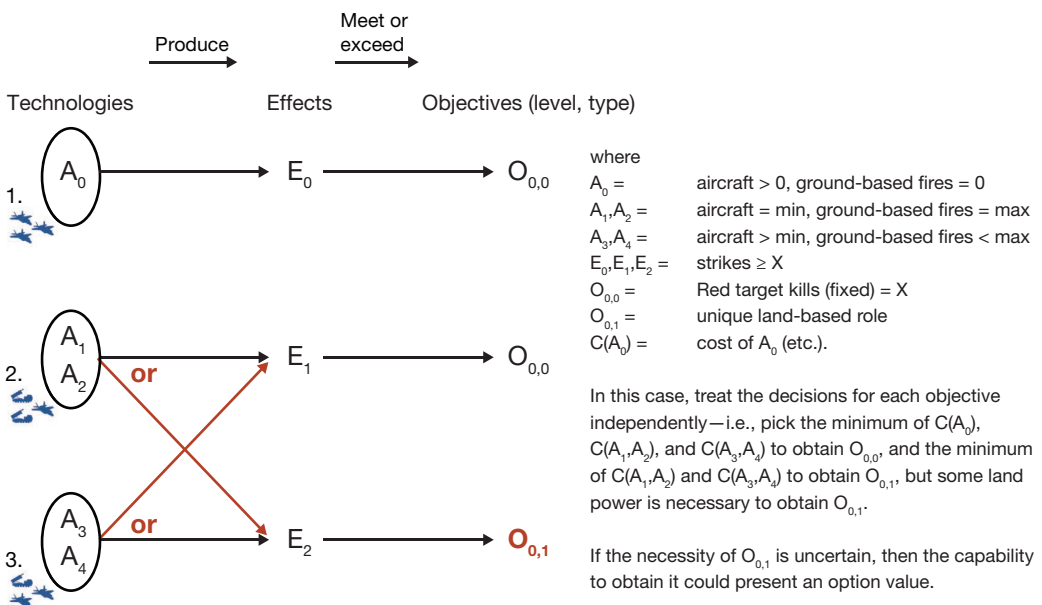 Produce
Meet or
exceed
Technologies
Effects
Objectives (level, type)
1.
A0
E0
O0,0
2.
A1
A2
or
E1
O0,0
3.
A3
A4
or
E2
O0,1
where
A0 = aircraft > 0, ground-based fires = 0
A1,A2 = aircraft = min, ground-based fires = max
A3,A4 = aircraft > min, ground-based fires < max
E0,E1,E2 = strikes ≥ X
O0,0 = Red target kills (fixed) = X
O0,1 = unique land-based role
C(A0) = cost of A0 (etc.).
In this case, treat the decisions for each objective
independently—i.e., pick the minimum of C(A0),
C(A1,A2), and C(A3,A4) to obtain O0,0, and the minimum
of C(A1,A2) and C(A3,A4) to obtain O0,1, but some land
power is necessary to obtain O0,1.
If the necessity of O0,1 is uncertain, then the capability
to obtain it could present an option value.